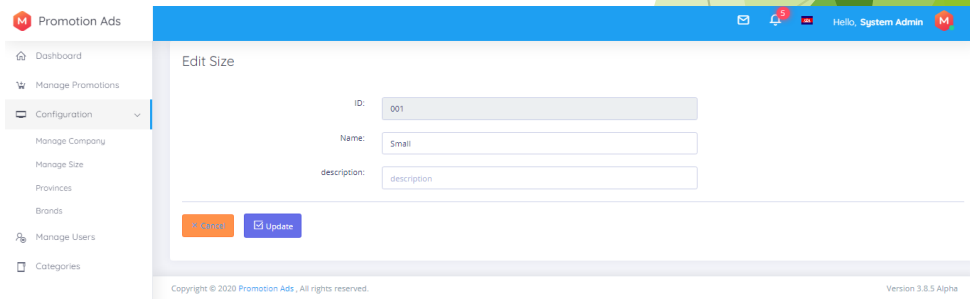 M Promotion Ads
5
Hello, System Admin M
Dashboard
Manage Promotions
Configuration
Manage Company
Manage Size
Provinces
Brands
Manage Users
Categories
Edit Size
ID: 001
Name: Small
description: description
× Cancel
Update
Copyright © 2020 Promotion Ads , All rights reserved.
Version 3.8.5 Alpha